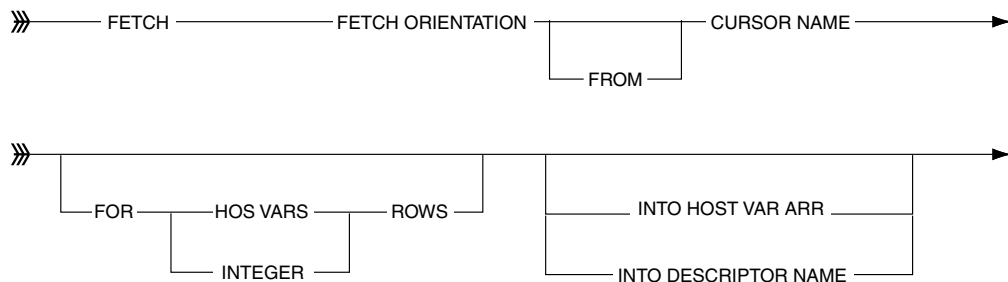 FETCH FETCH ORIENTATION CURSOR NAME
FROM
FOR HOS VARS ROWS
INTO HOST VAR ARR
INTEGER
INTO DESCRIPTOR NAME